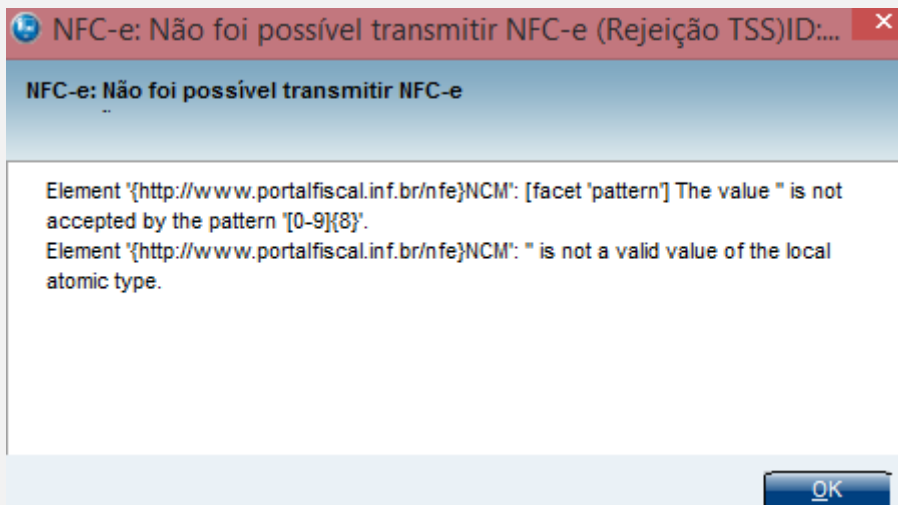 NFC-e: Não foi possível transmitir NFC-e (Rejeição TSS)ID:...
NFC-e: Não foi possível transmitir NFC-e
Element '{http://www.portalfiscal.inf.br/nfe}NCM': [facet 'pattern'] The value '' is not
accepted by the pattern '[0-9]{8}'.
Element '{http://www.portalfiscal.inf.br/nfe}NCM': '' is not a valid value of the local
atomic type.
OK